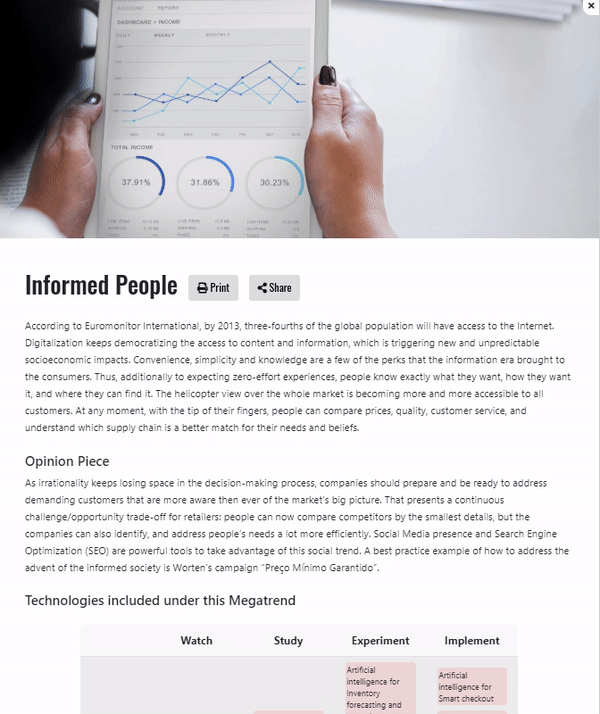 ACCOUNT REPORT
DASHBOARD > INCOME
DAILY WEEKLY MONTHLY
TOTAL INCOME
37.91% 31.86% 30.23%
Informed People Print Share
According to Euromonitor International, by 2013, three-fourths of the global population will have access to the Internet.
Digitalization keeps democratizing the access to content and information, which is triggering new and unpredictable
socioeconomic impacts. Convenience, simplicity and knowledge are a few of the perks that the information era brought to
the consumers. Thus, additionally to expecting zero-effort experiences, people know exactly what they want, how they want
it, and where they can find it. The helicopter view over the whole market is becoming more and more accessible to all
customers. At any moment, with the tip of their fingers, people can compare prices, quality, customer service, and
understand which supply chain is a better match for their needs and beliefs.
Opinion Piece
As irrationality keeps losing space in the decision-making process, companies should prepare and be ready to address
demanding customers that are more aware then ever of the market's big picture. That presents a continuous
challenge/opportunity trade-off for retailers: people can now compare competitors by the smallest details, but the
companies can also identify, and address people's needs a lot more efficiently. Social Media presence and Search Engine
Optimization (SEO) are powerful tools to take advantage of this social trend. A best practice example of how to address the
advent of the informed society is Worten's campaign “Preço Mínimo Garantido”.
Technologies included under this Megatrend
Watch Study Experiment Implement
Artificial
intelligence for
Inventory
forecasting and
Artificial
intelligence for
Smart checkout